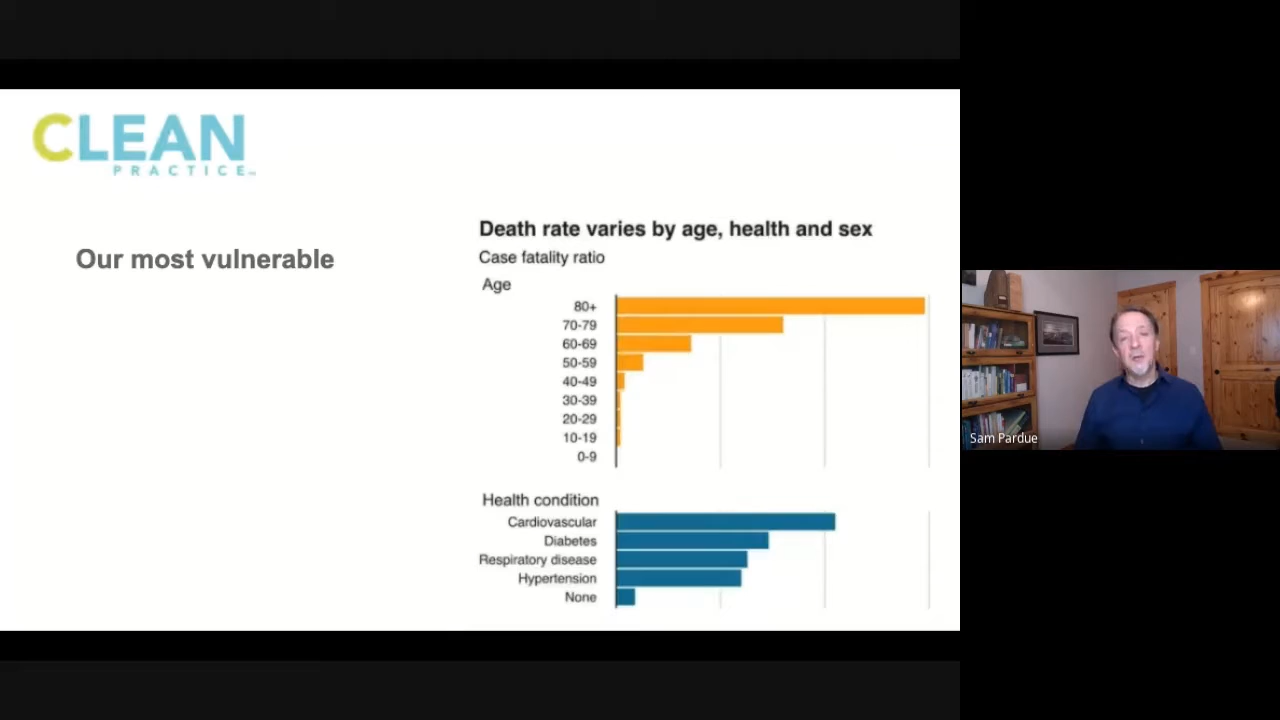 CLEAN
PRACTICE
Our most vulnerable
Death rate varies by age, health and sex
Case fatality ratio
Age
80+
70-79
60-69
50-59
40-49
30-39
20-29
10-19
0-9
Health condition
Cardiovascular
Diabetes
Respiratory disease
Hypertension
None
Sam Pardue